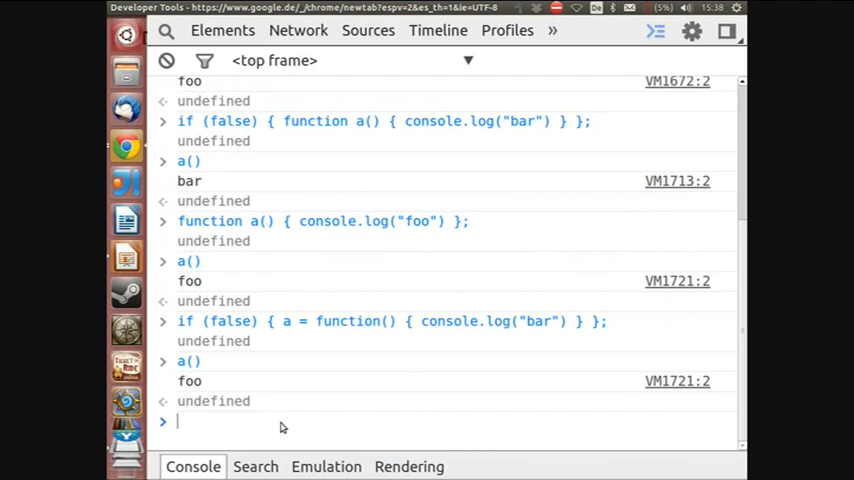 Developer Tools - https://www.google.de/_/chrome/newtab?espv=2&es_th=1&ie=UTF-8
De
(5%)
15:38
Elements Network Sources Timeline Profiles »
<top frame> ▼
foo VM1672:2
undefined
> if (false) { function a() { console.log("bar") } };
undefined
> a()
bar VM1713:2
undefined
> function a() { console.log("foo") };
undefined
> a()
foo VM1721:2
undefined
> if (false) { a = function() { console.log("bar") } };
undefined
> a()
foo VM1721:2
undefined
>
Console Search Emulation Rendering